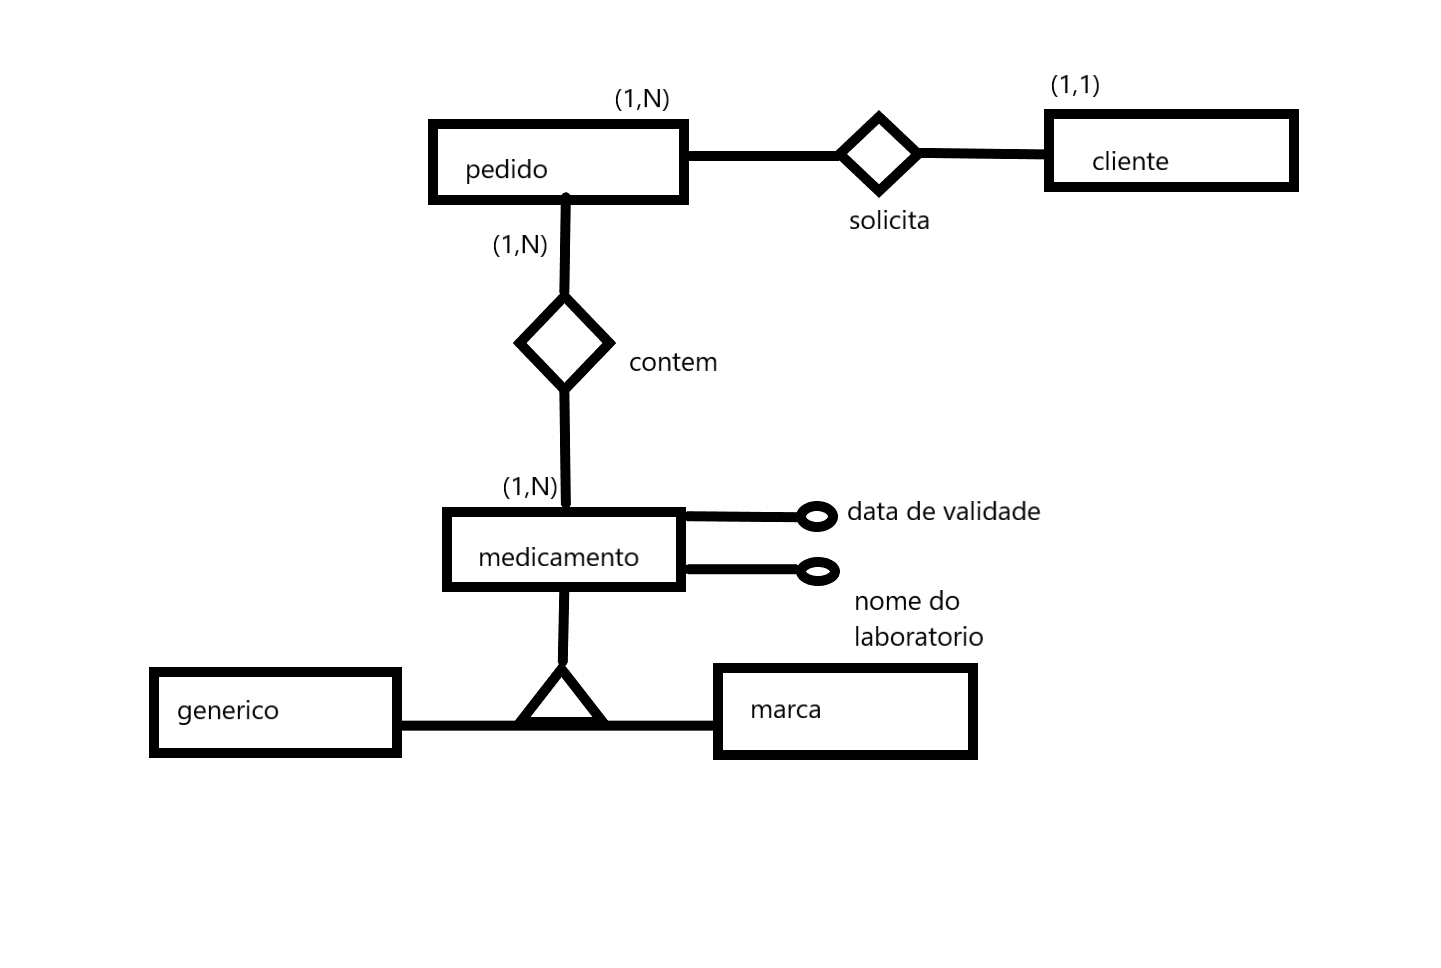 (1,1)
(1,N)
pedido
cliente
solicita
(1,N)
contem
(1,N)
data de validade
medicamento
nome do
laboratorio
generico
marca